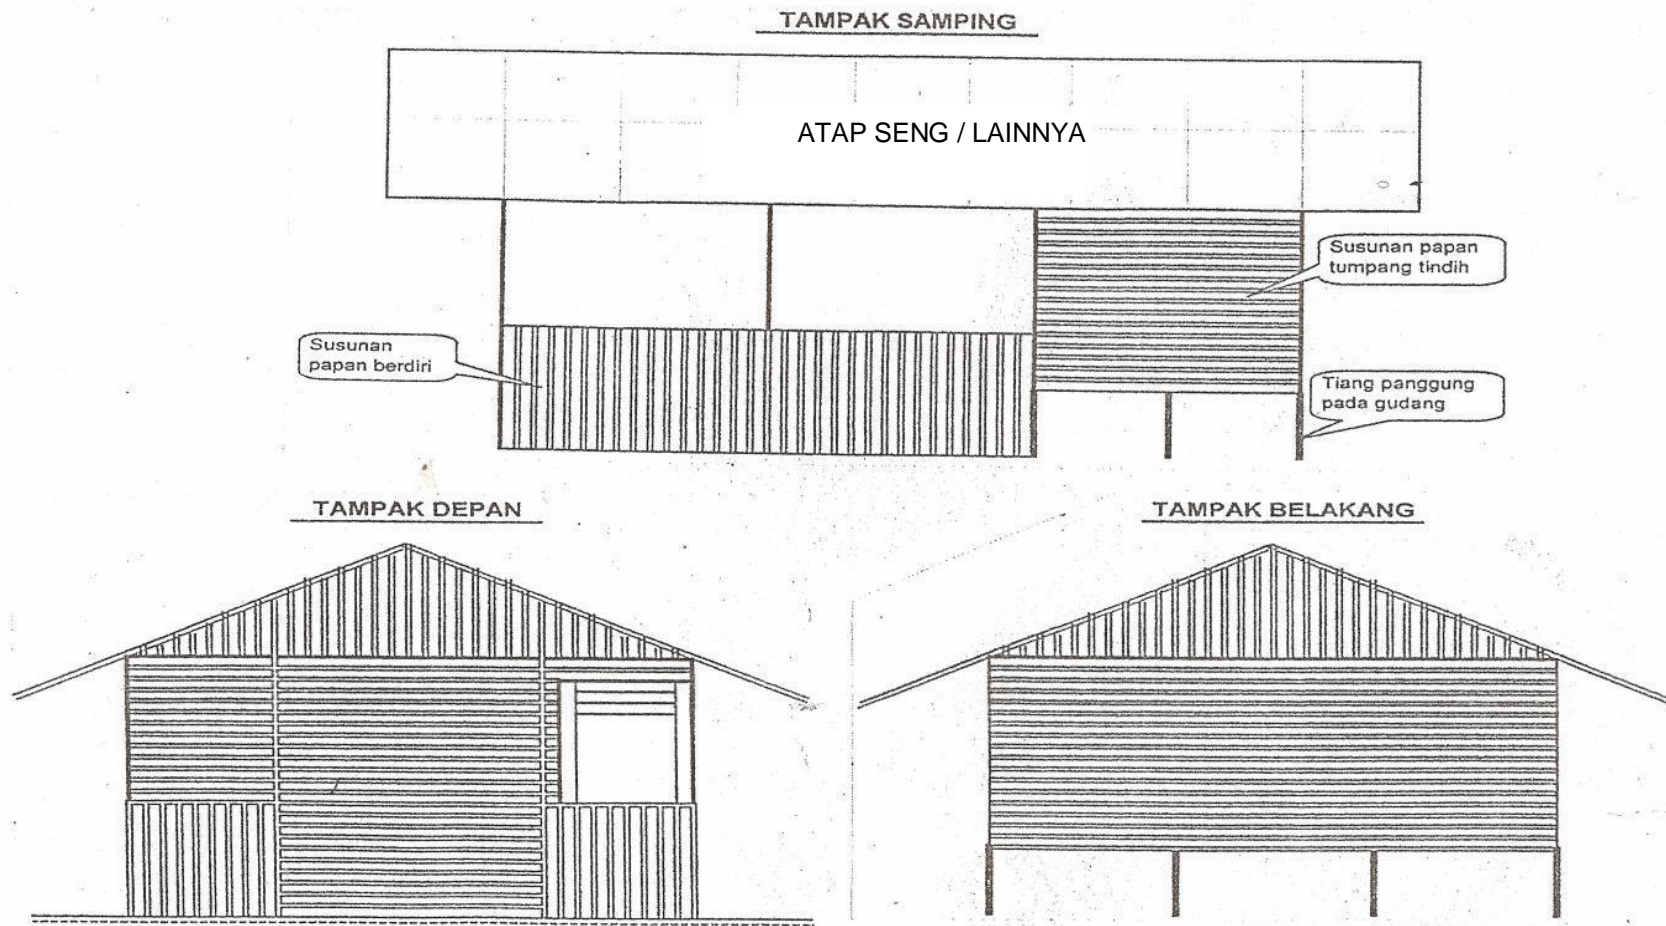 TAMPAK SAMPING
ATAP SENG / LAINNYA
Susunan papan
tumpang tindih
Susunan
papan berdiri
Tiang panggung
pada gudang
TAMPAK DEPAN
TAMPAK BELAKANG